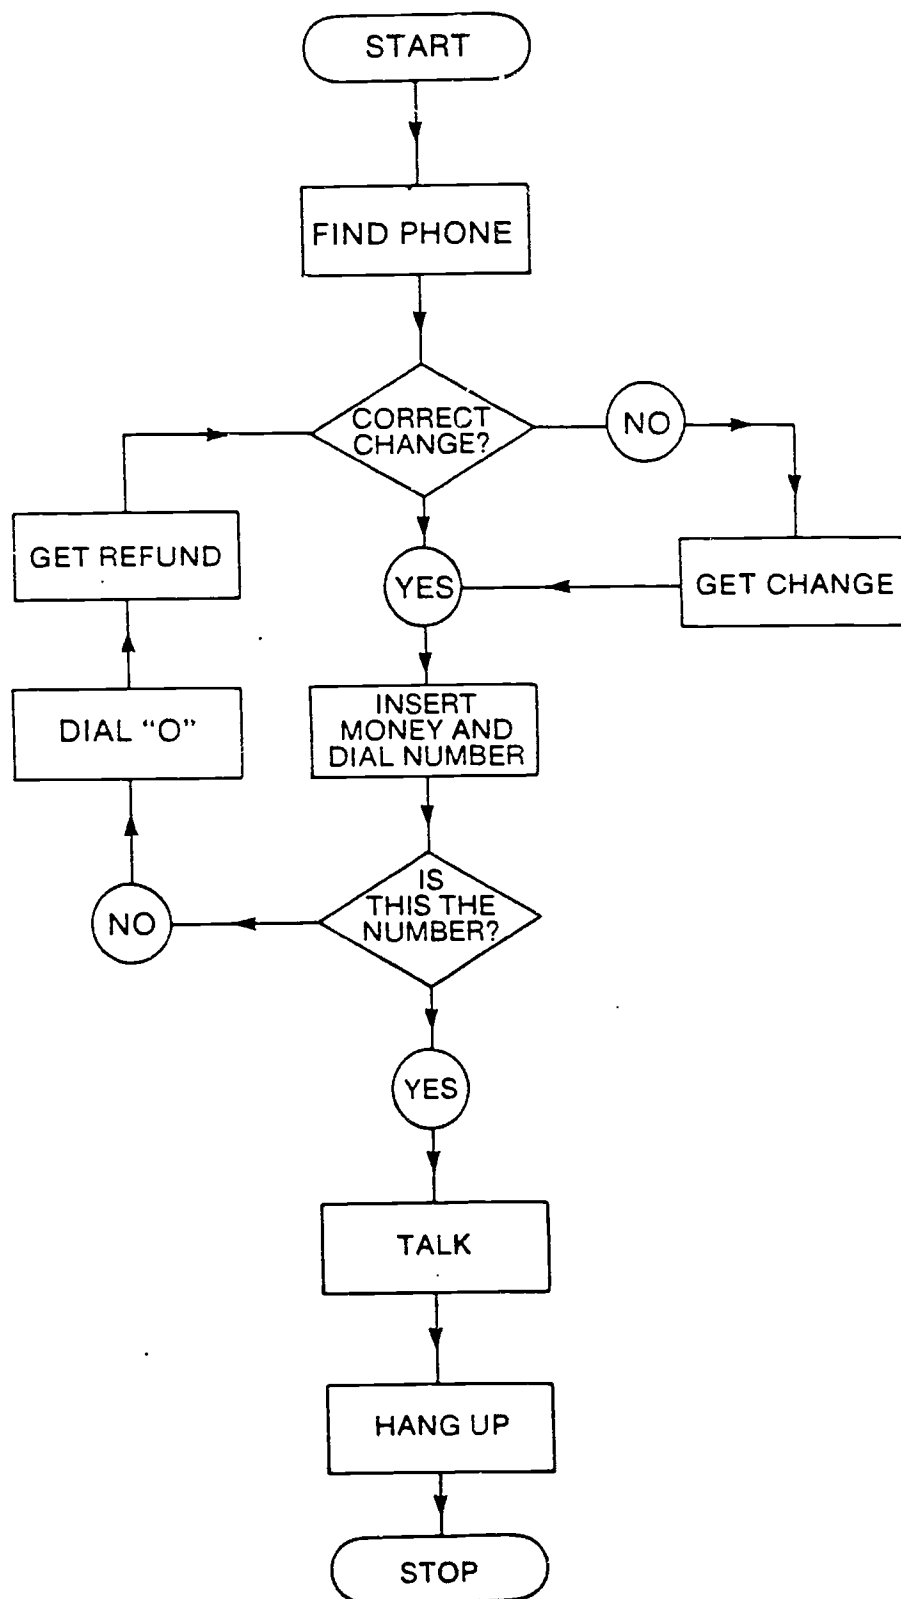 START
FIND PHONE
CORRECT
CHANGE?
NO
GET REFUND
YES
GET CHANGE
DIAL "O"
INSERT
MONEY AND
DIAL NUMBER
IS
THIS THE
NUMBER?
NO
YES
TALK
HANG UP
STOP